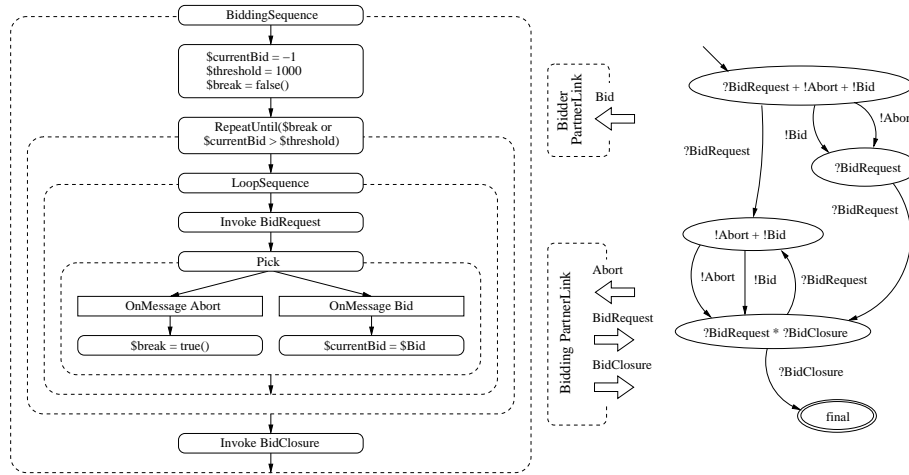 BiddingSequence
$currentBid = −1
$threshold = 1000
$break = false()
RepeatUntil($break or
$currentBid > $threshold)
LoopSequence
Invoke BidRequest
Pick
OnMessage Abort
OnMessage Bid
$break = true()
$currentBid = $Bid
Invoke BidClosure
Bidder
PartnerLink
Bid
Bidding PartnerLink
Abort
BidRequest
BidClosure
?BidRequest + !Abort + !Bid
!Bid
!Abort
?BidRequest
?BidRequest
?BidRequest
!Abort + !Bid
!Abort
!Bid
?BidRequest
?BidRequest * ?BidClosure
?BidClosure
final